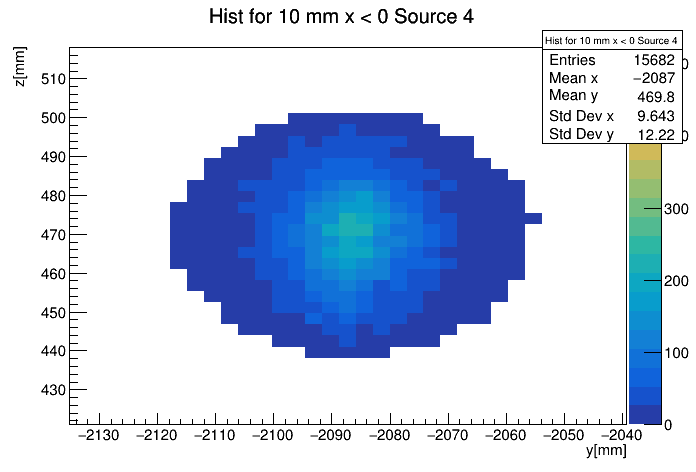 Hist for 10 mm x < 0 Source 4
Hist for 10 mm x < 0 Source 4
Entries 15682
Mean x −2087
Mean y 469.8
Std Dev x 9.643
Std Dev y 12.22
z[mm]
510
500
490
480
470
460
450
440
430
−2130 −2120 −2110 −2100 −2090 −2080 −2070 −2060 −2050 −2040
y[mm]
300
200
100
0